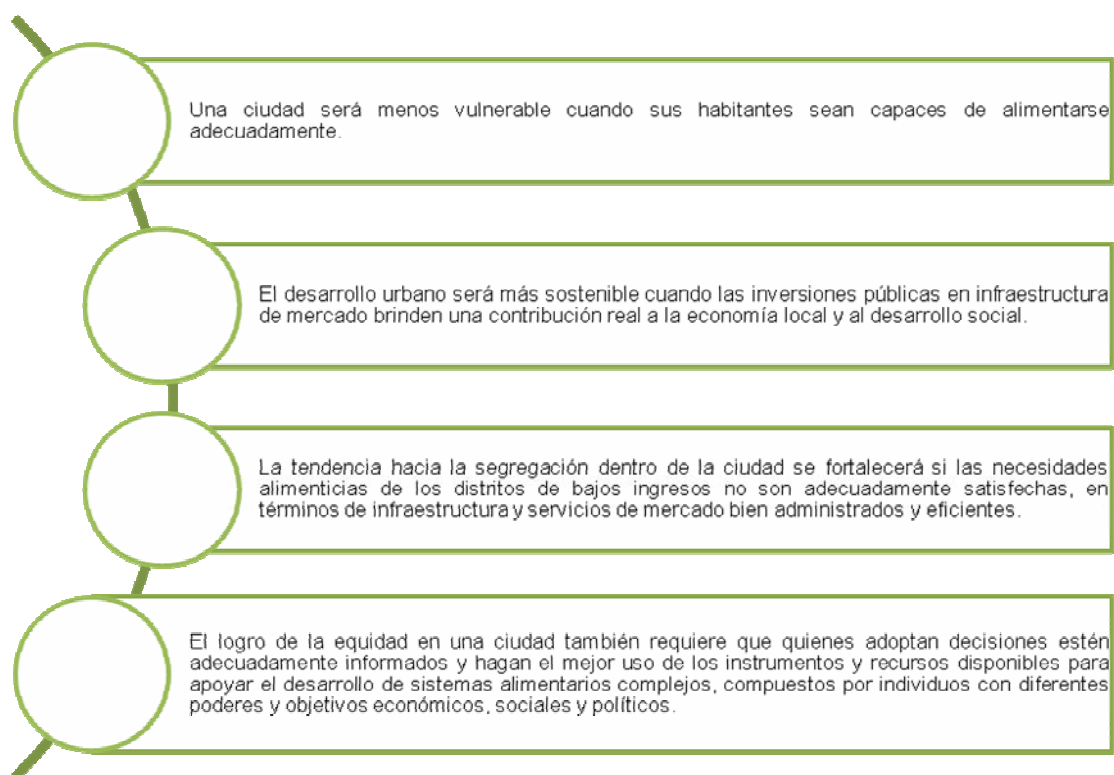 Una ciudad será menos vulnerable cuando sus habitantes sean capaces de alimentarse
adecuadamente.
El desarrollo urbano será más sostenible cuando las inversiones públicas en infraestructura
de mercado brinden una contribución real a la economía local y al desarrollo social.
La tendencia hacia la segregación dentro de la ciudad se fortalecerá si las necesidades
alimenticias de los distritos de bajos ingresos no son adecuadamente satisfechas, en
términos de infraestructura y servicios de mercado bien administrados y eficientes.
El logro de la equidad en una ciudad también requiere que quienes adoptan decisiones estén
adecuadamente informados y hagan el mejor uso de los instrumentos y recursos disponibles para
apoyar el desarrollo de sistemas alimentarios complejos, compuestos por individuos con diferentes
poderes y objetivos económicos, sociales y políticos.